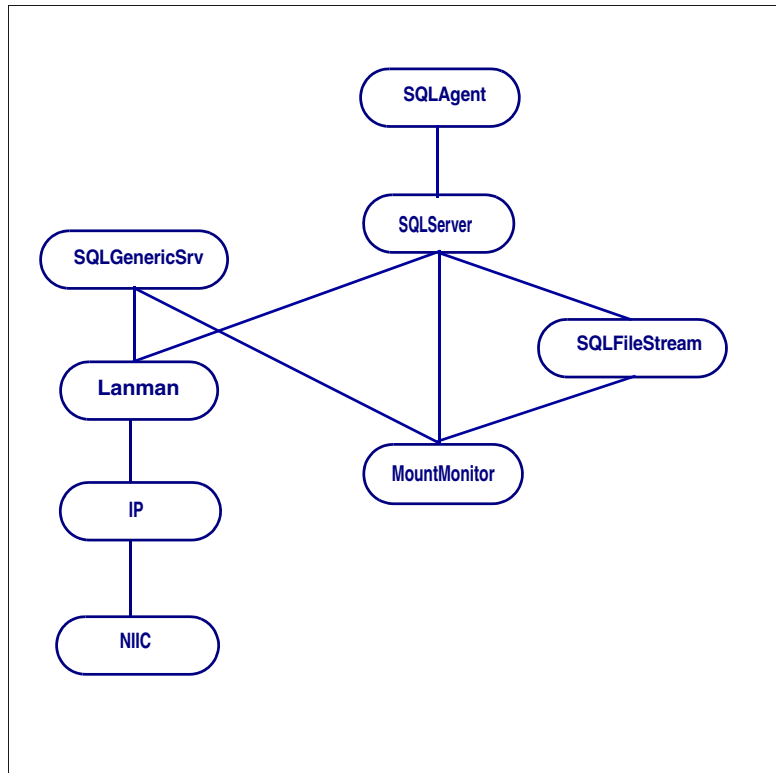 SQLAgent
SQLServer
SQLGenericSrv
SQLFileStream
Lanman
MountMonitor
IP
NIIC